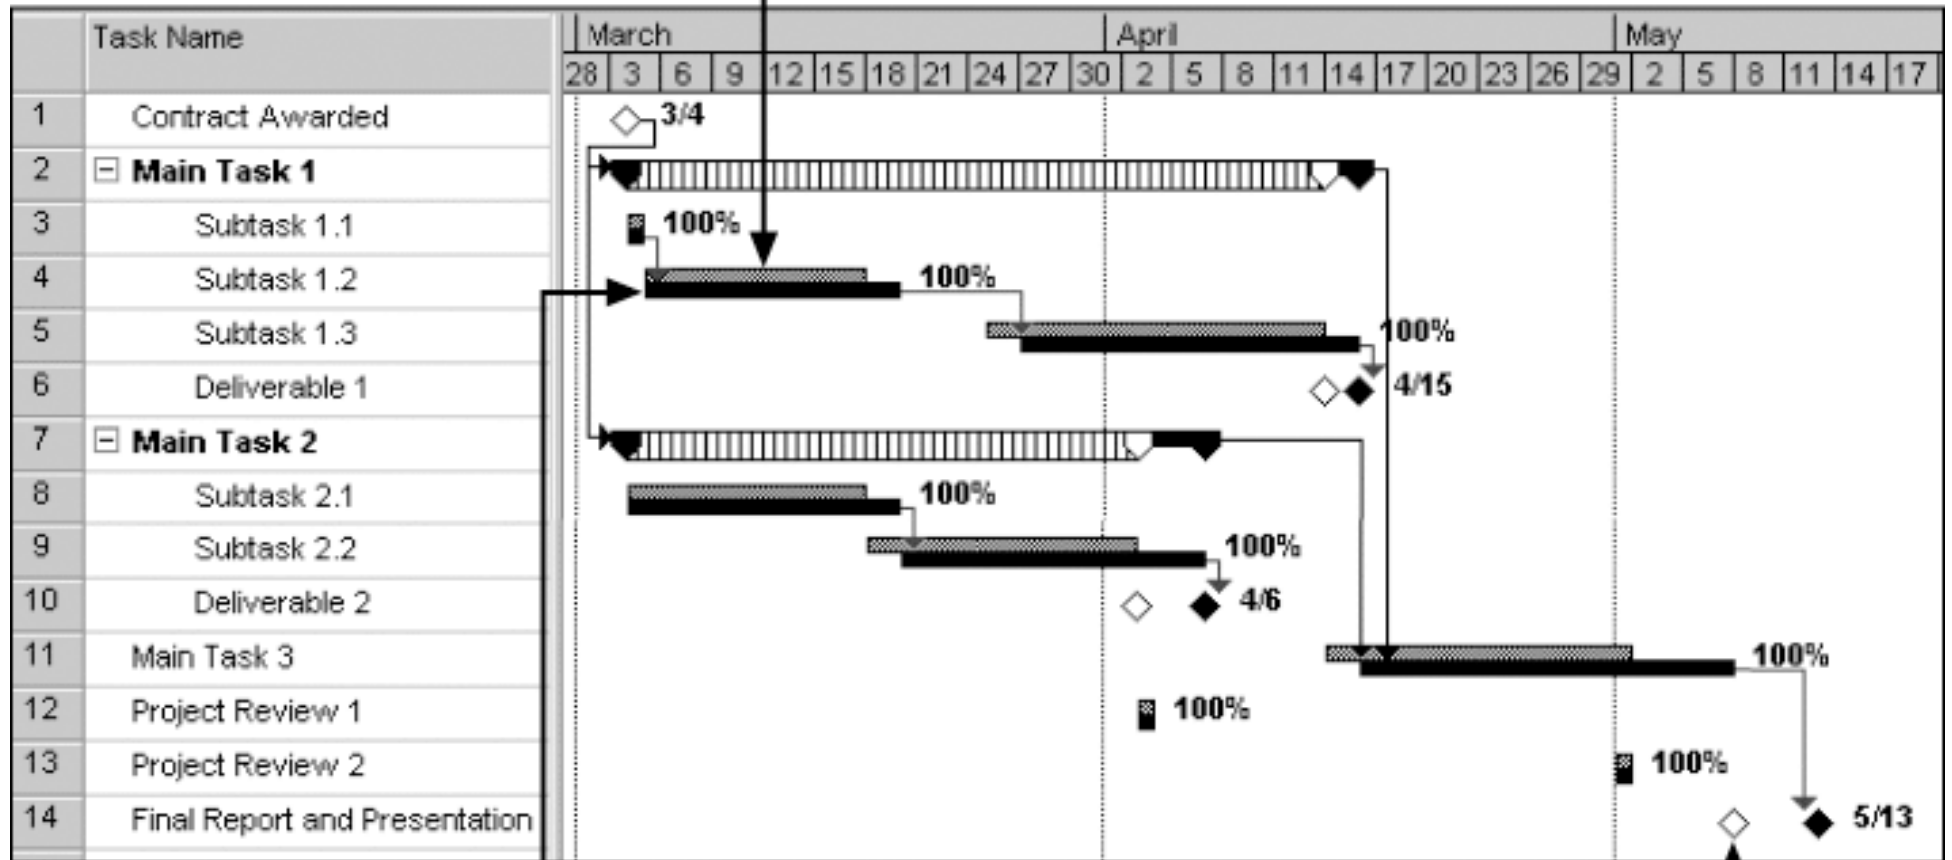 Task Name March April May
28 3 6 9 12 15 18 21 24 27 30 2 5 8 11 14 17 20 23 26 29 2 5 8 11 14 17
1 Contract Awarded 3/4
2 Main Task 1
3 Subtask 1.1 100%
4 Subtask 1.2 100%
5 Subtask 1.3 100%
6 Deliverable 1 4/15
7 Main Task 2
8 Subtask 2.1 100%
9 Subtask 2.2 100%
10 Deliverable 2 4/6
11 Main Task 3 100%
12 Project Review 1 100%
13 Project Review 2 100%
14 Final Report and Presentation 5/13